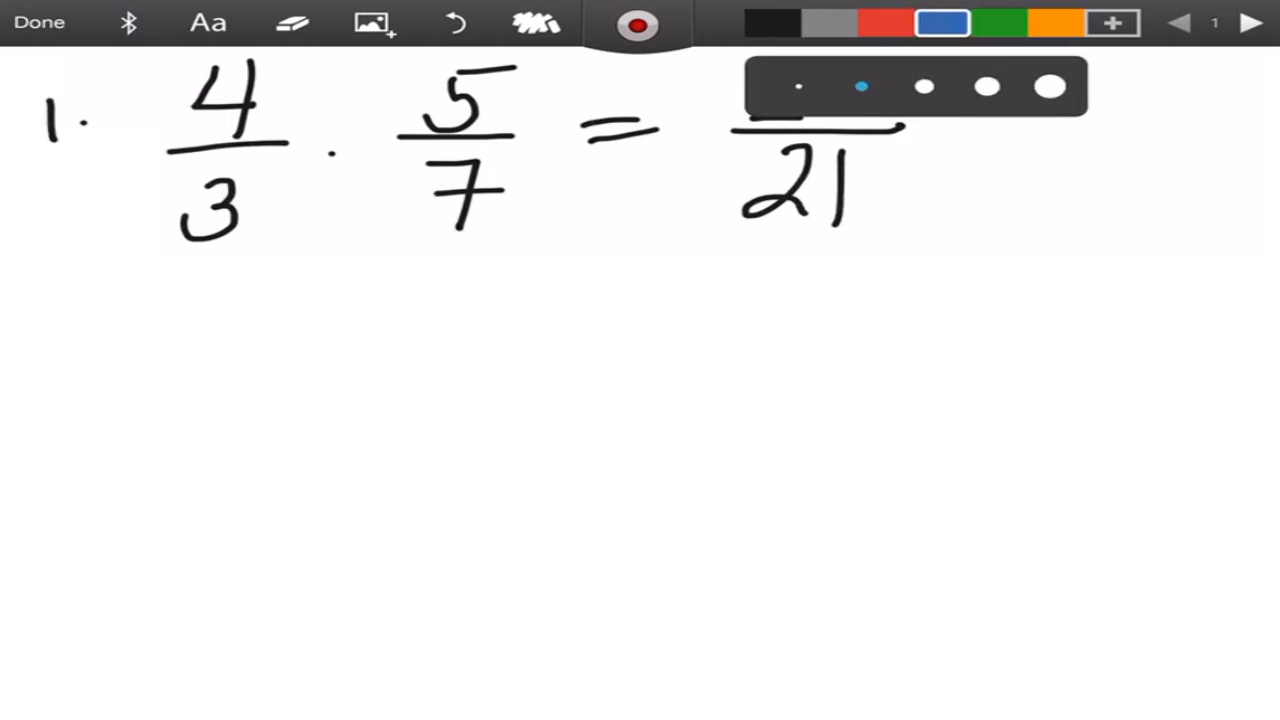 Done Aa 1
1. 4/3 · 5/7 = /21